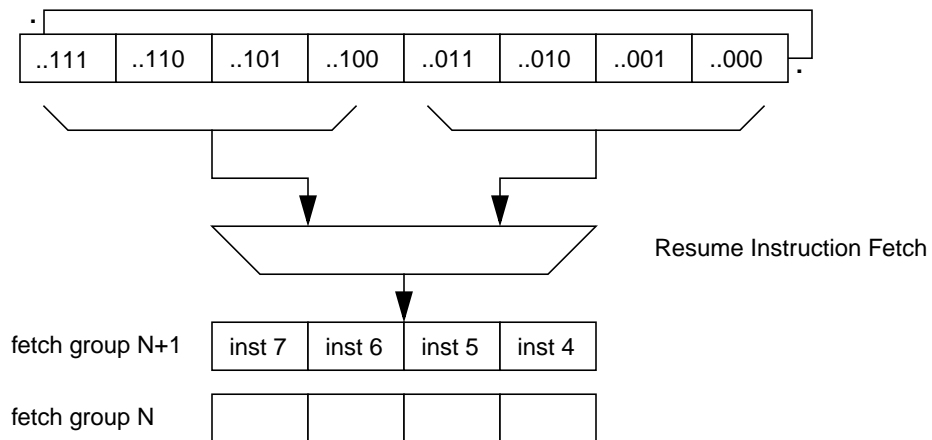 ..111 ..110 ..101 ..100 ..011 ..010 ..001 ..000
Resume Instruction Fetch
fetch group N+1 inst 7 inst 6 inst 5 inst 4
fetch group N